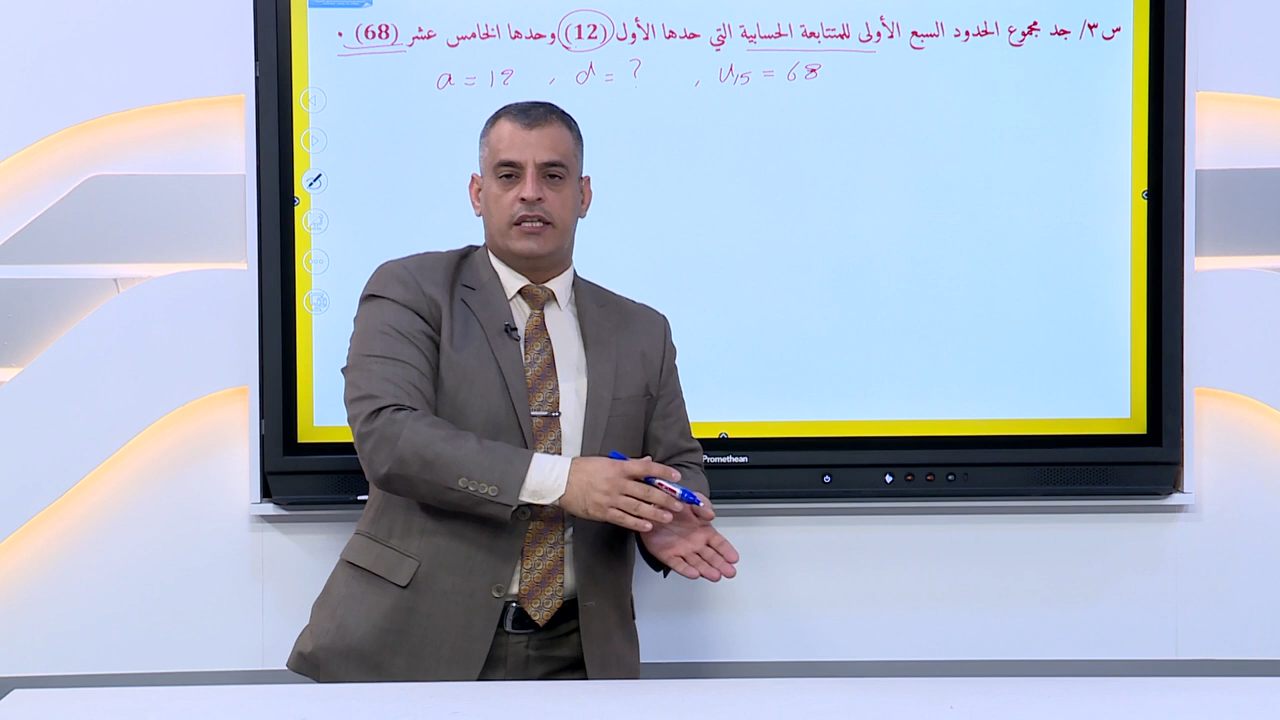 س٣/ جد مجموع الحدود السبع الأولى للمتتابعة الحسابية التي حدها الأول (12) وحدها الخامس عشر (68) .
a = 12 , d = ? , U15 = 68
Promethean